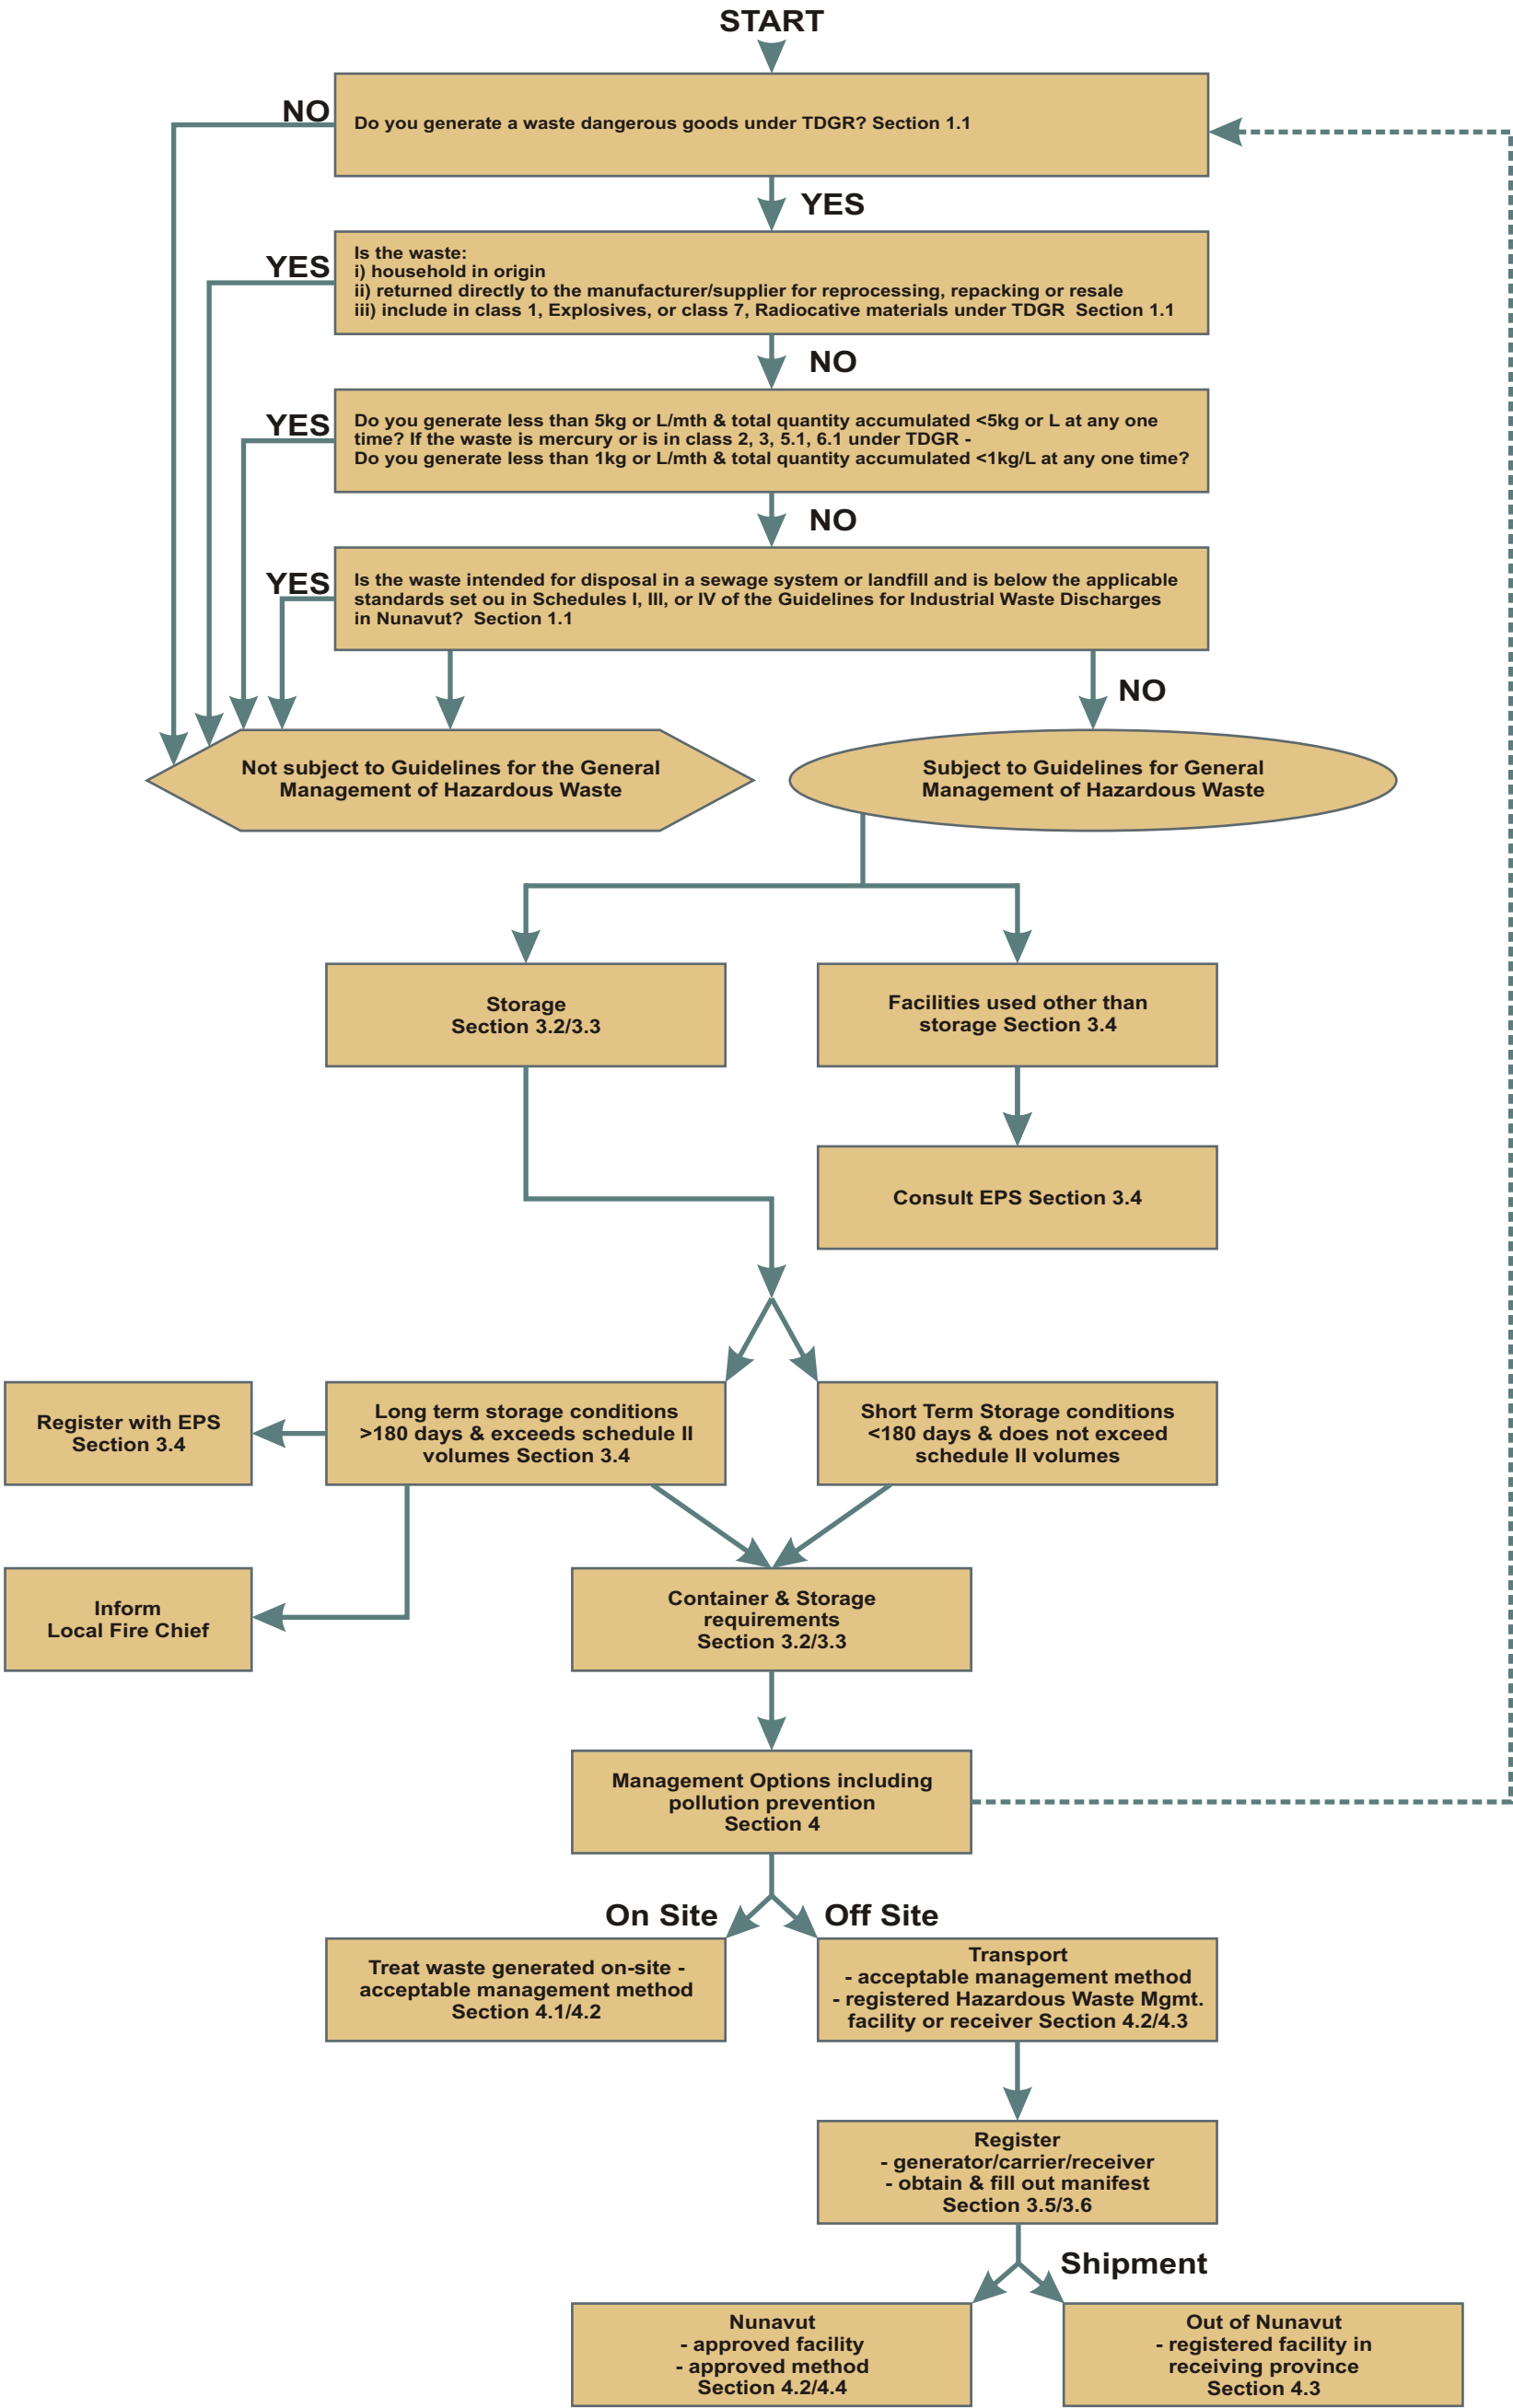 START
NO
Do you generate a waste dangerous goods under TDGR? Section 1.1
YES
YES
Is the waste:
i) household in origin
ii) returned directly to the manufacturer/supplier for reprocessing, repacking or resale
iii) include in class 1, Explosives, or class 7, Radiocative materials under TDGR  Section 1.1
NO
YES
Do you generate less than 5kg or L/mth & total quantity accumulated <5kg or L at any one
time? If the waste is mercury or is in class 2, 3, 5.1, 6.1 under TDGR -
Do you generate less than 1kg or L/mth & total quantity accumulated <1kg/L at any one time?
NO
YES
Is the waste intended for disposal in a sewage system or landfill and is below the applicable
standards set ou in Schedules I, III, or IV of the Guidelines for Industrial Waste Discharges
in Nunavut?  Section 1.1
NO
Not subject to Guidelines for the General
Management of Hazardous Waste
Subject to Guidelines for General
Management of Hazardous Waste
Storage
Section 3.2/3.3
Facilities used other than
storage Section 3.4
Consult EPS Section 3.4
Register with EPS
Section 3.4
Long term storage conditions
>180 days & exceeds schedule II
volumes Section 3.4
Short Term Storage conditions
<180 days & does not exceed
schedule II volumes
Inform
Local Fire Chief
Container & Storage
requirements
Section 3.2/3.3
Management Options including
pollution prevention
Section 4
On Site
Off Site
Treat waste generated on-site -
acceptable management method
Section 4.1/4.2
Transport
- acceptable management method
- registered Hazardous Waste Mgmt.
facility or receiver Section 4.2/4.3
Register
- generator/carrier/receiver
- obtain & fill out manifest
Section 3.5/3.6
Shipment
Nunavut
- approved facility
- approved method
Section 4.2/4.4
Out of Nunavut
- registered facility in
receiving province
Section 4.3